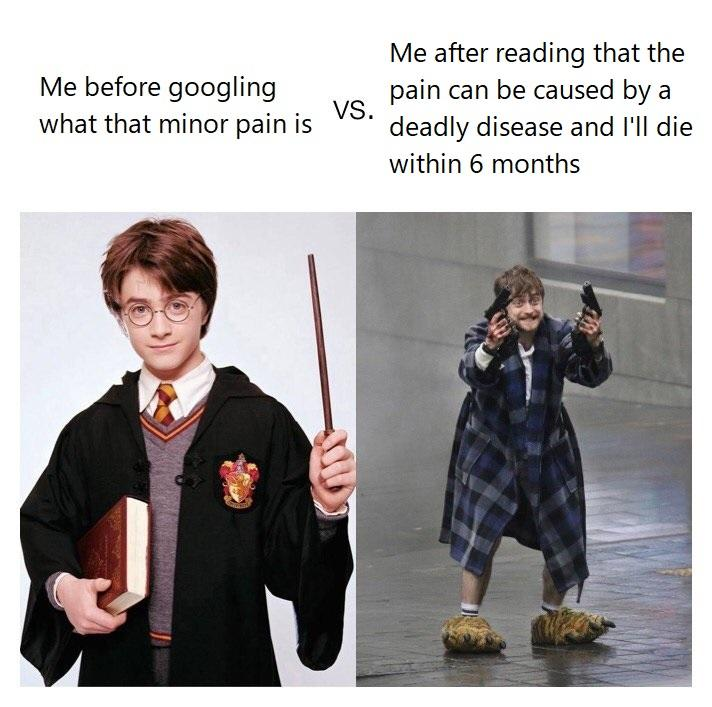 Me before googling
what that minor pain is
vs.
Me after reading that the
pain can be caused by a
deadly disease and I'll die
within 6 months